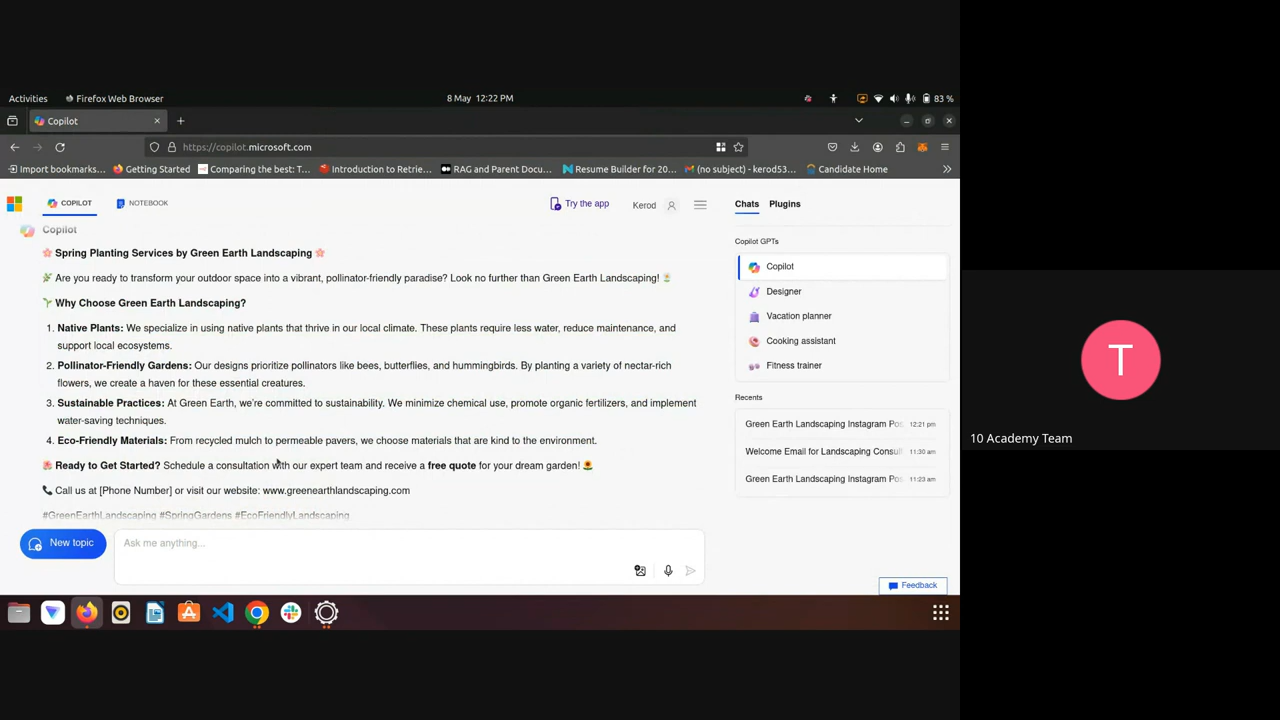 Activities
Firefox Web Browser
8 May 12:22 PM
83 %
Copilot
https://copilot.microsoft.com
Import bookmarks...
Getting Started
Comparing the best: T...
Introduction to Retrie...
RAG and Parent Docu...
Resume Builder for 20...
(no subject) - kerod53...
Candidate Home
COPILOT
NOTEBOOK
Try the app
Kerod
Copilot
Spring Planting Services by Green Earth Landscaping
Are you ready to transform your outdoor space into a vibrant, pollinator-friendly paradise? Look no further than Green Earth Landscaping!
Why Choose Green Earth Landscaping?
1. Native Plants: We specialize in using native plants that thrive in our local climate. These plants require less water, reduce maintenance, and
support local ecosystems.
2. Pollinator-Friendly Gardens: Our designs prioritize pollinators like bees, butterflies, and hummingbirds. By planting a variety of nectar-rich
flowers, we create a haven for these essential creatures.
3. Sustainable Practices: At Green Earth, we're committed to sustainability. We minimize chemical use, promote organic fertilizers, and implement
water-saving techniques.
4. Eco-Friendly Materials: From recycled mulch to permeable pavers, we choose materials that are kind to the environment.
Ready to Get Started? Schedule a consultation with our expert team and receive a free quote for your dream garden!
Call us at [Phone Number] or visit our website: www.greenearthlandscaping.com
#GreenEarthLandscaping #SpringGardens #EcoFriendlyLandscaping
New topic
Ask me anything...
Chats
Plugins
Copilot GPTs
Copilot
Designer
Vacation planner
Cooking assistant
Fitness trainer
Recents
Green Earth Landscaping Instagram Pos 12:21 pm
Welcome Email for Landscaping Consul 11:30 am
Green Earth Landscaping Instagram Pos 11:23 am
Feedback
T
10 Academy Team